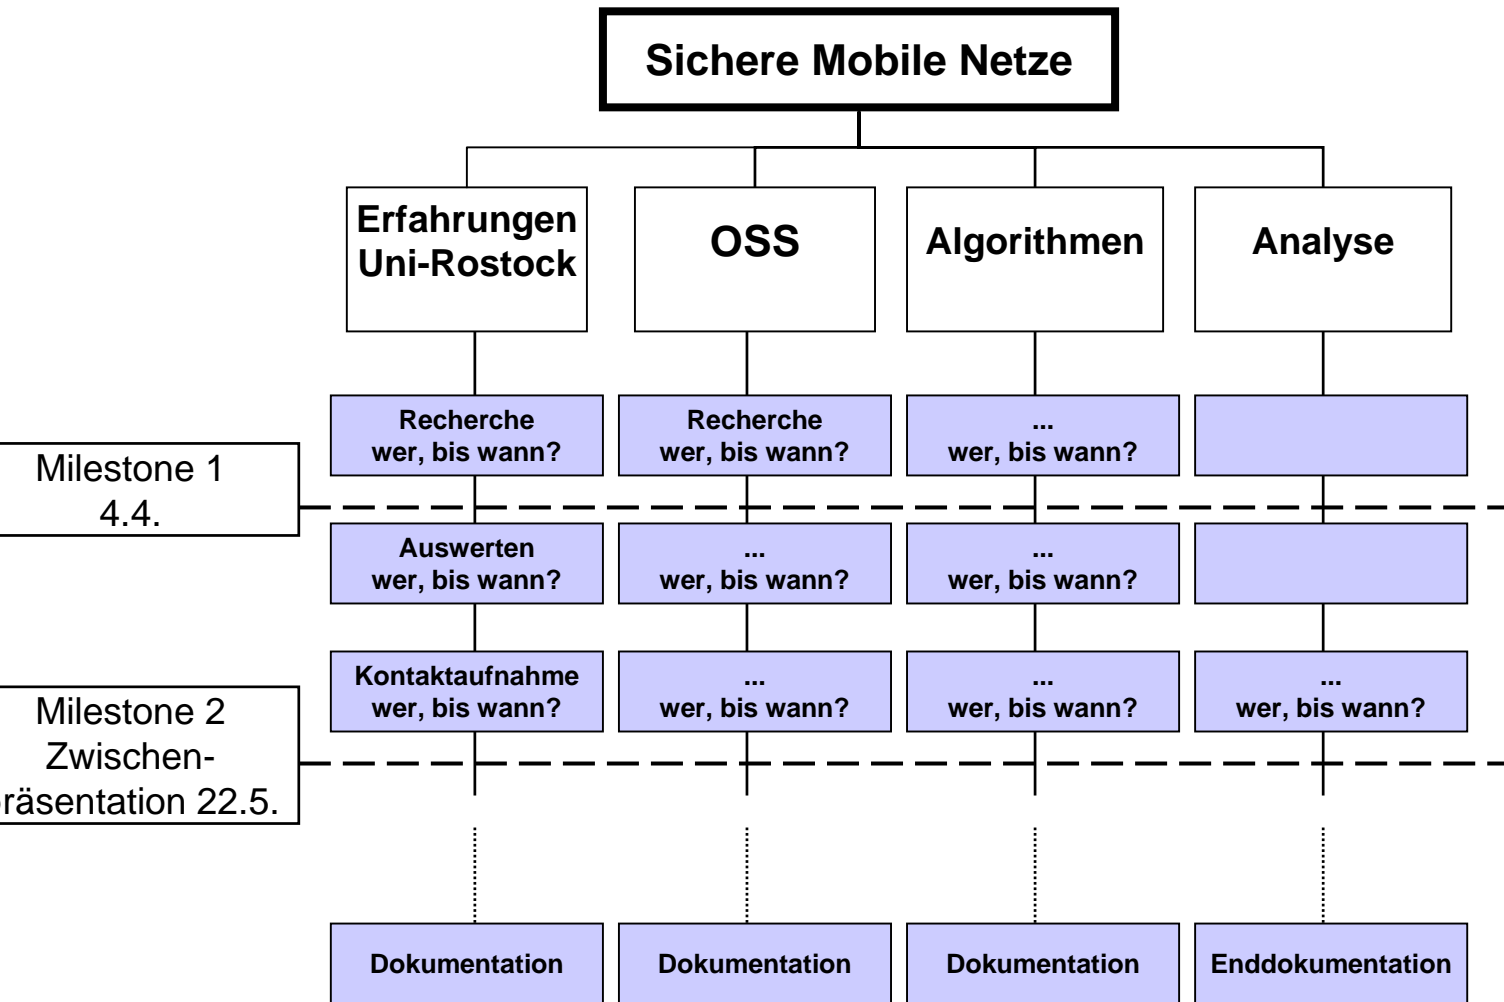 Sichere Mobile Netze
Erfahrungen
Uni-Rostock
OSS
Algorithmen
Analyse
Recherche
wer, bis wann?
Recherche
wer, bis wann?
...
wer, bis wann?
Milestone 1
4.4.
Auswerten
wer, bis wann?
...
wer, bis wann?
...
wer, bis wann?
Kontaktaufnahme
wer, bis wann?
...
wer, bis wann?
...
wer, bis wann?
...
wer, bis wann?
Milestone 2
Zwischen-
räsentation 22.5.
Dokumentation
Dokumentation
Dokumentation
Enddokumentation